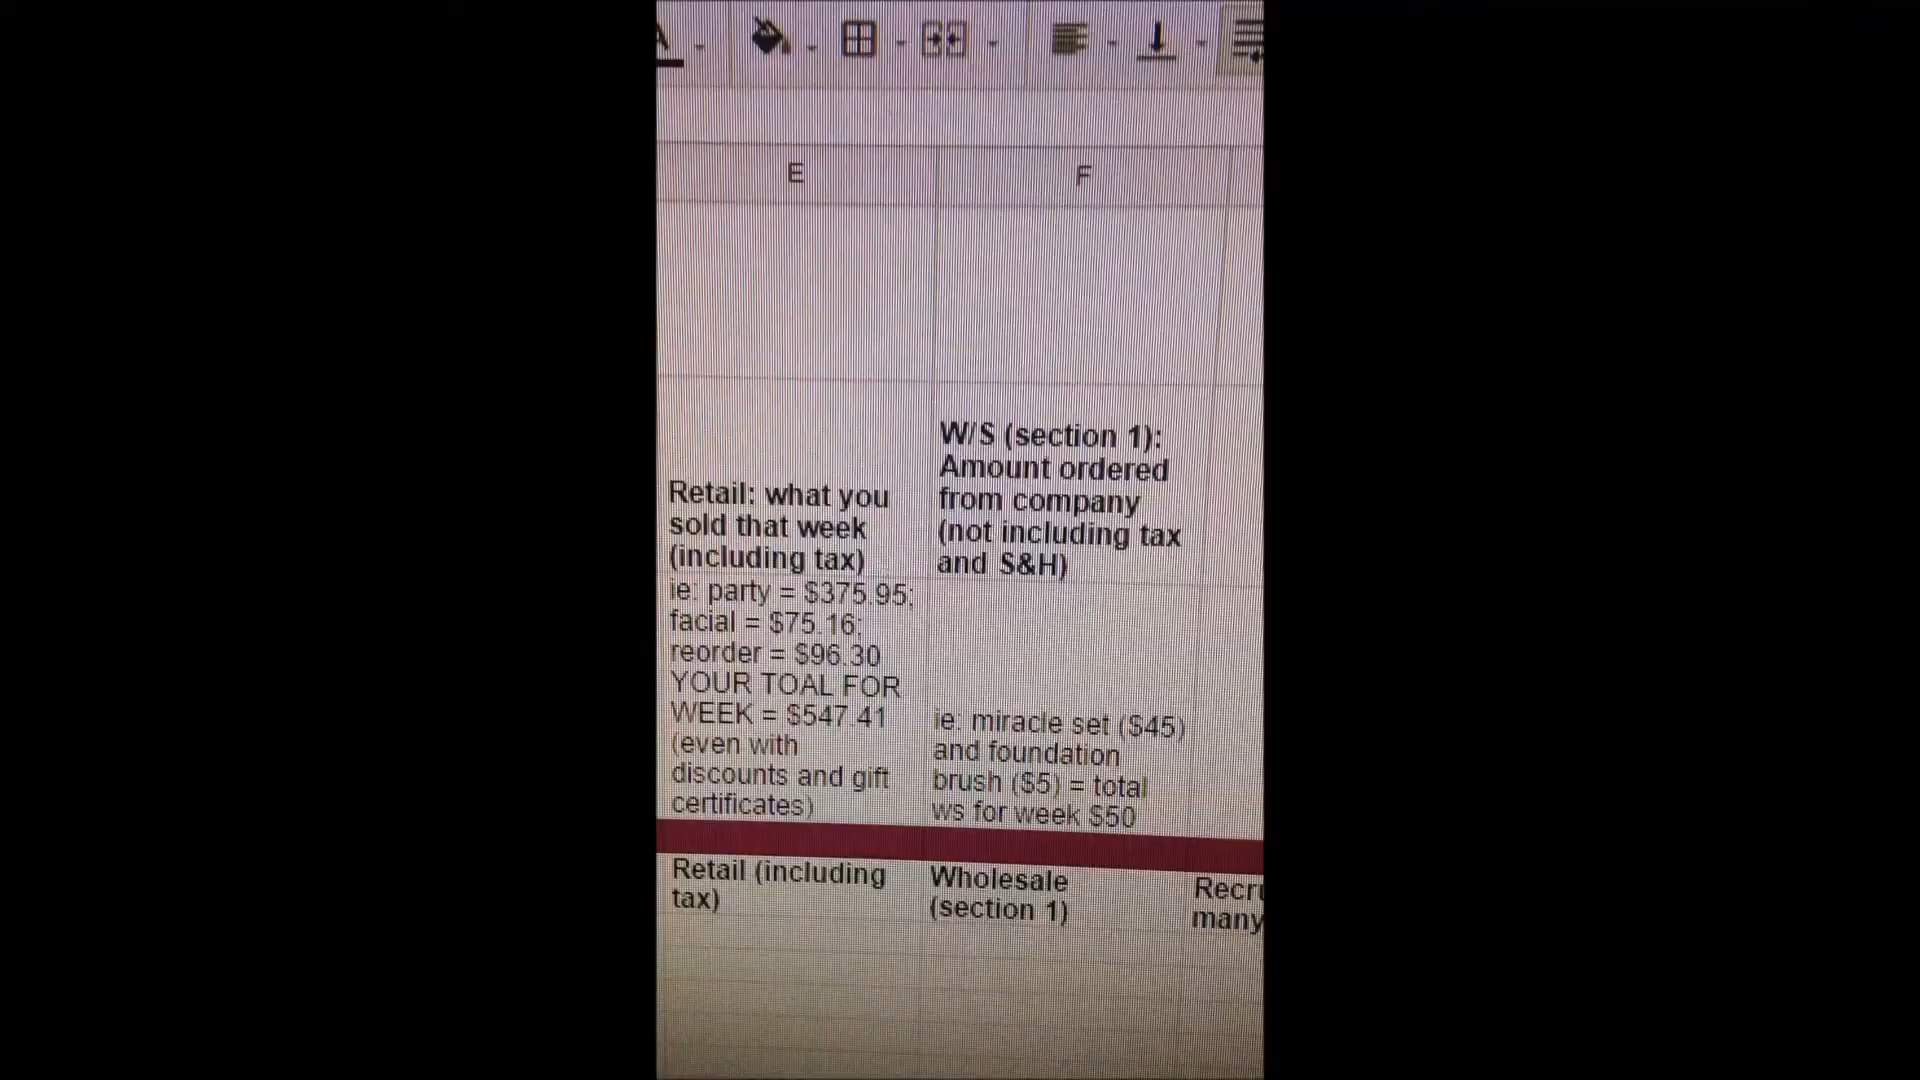 E
F
Retail: what you
sold that week
(including tax)
ie: party = $375.95;
facial = $75.16;
reorder = $96.30
YOUR TOAL FOR
WEEK = $547.41
(even with
discounts and gift
certificates)
W/S (section 1):
Amount ordered
from company
(not including tax
and S&H)
ie: miracle set ($45)
and foundation
brush ($5) = total
ws for week $50
Retail (including
tax)
Wholesale
(section 1)
Recru
many